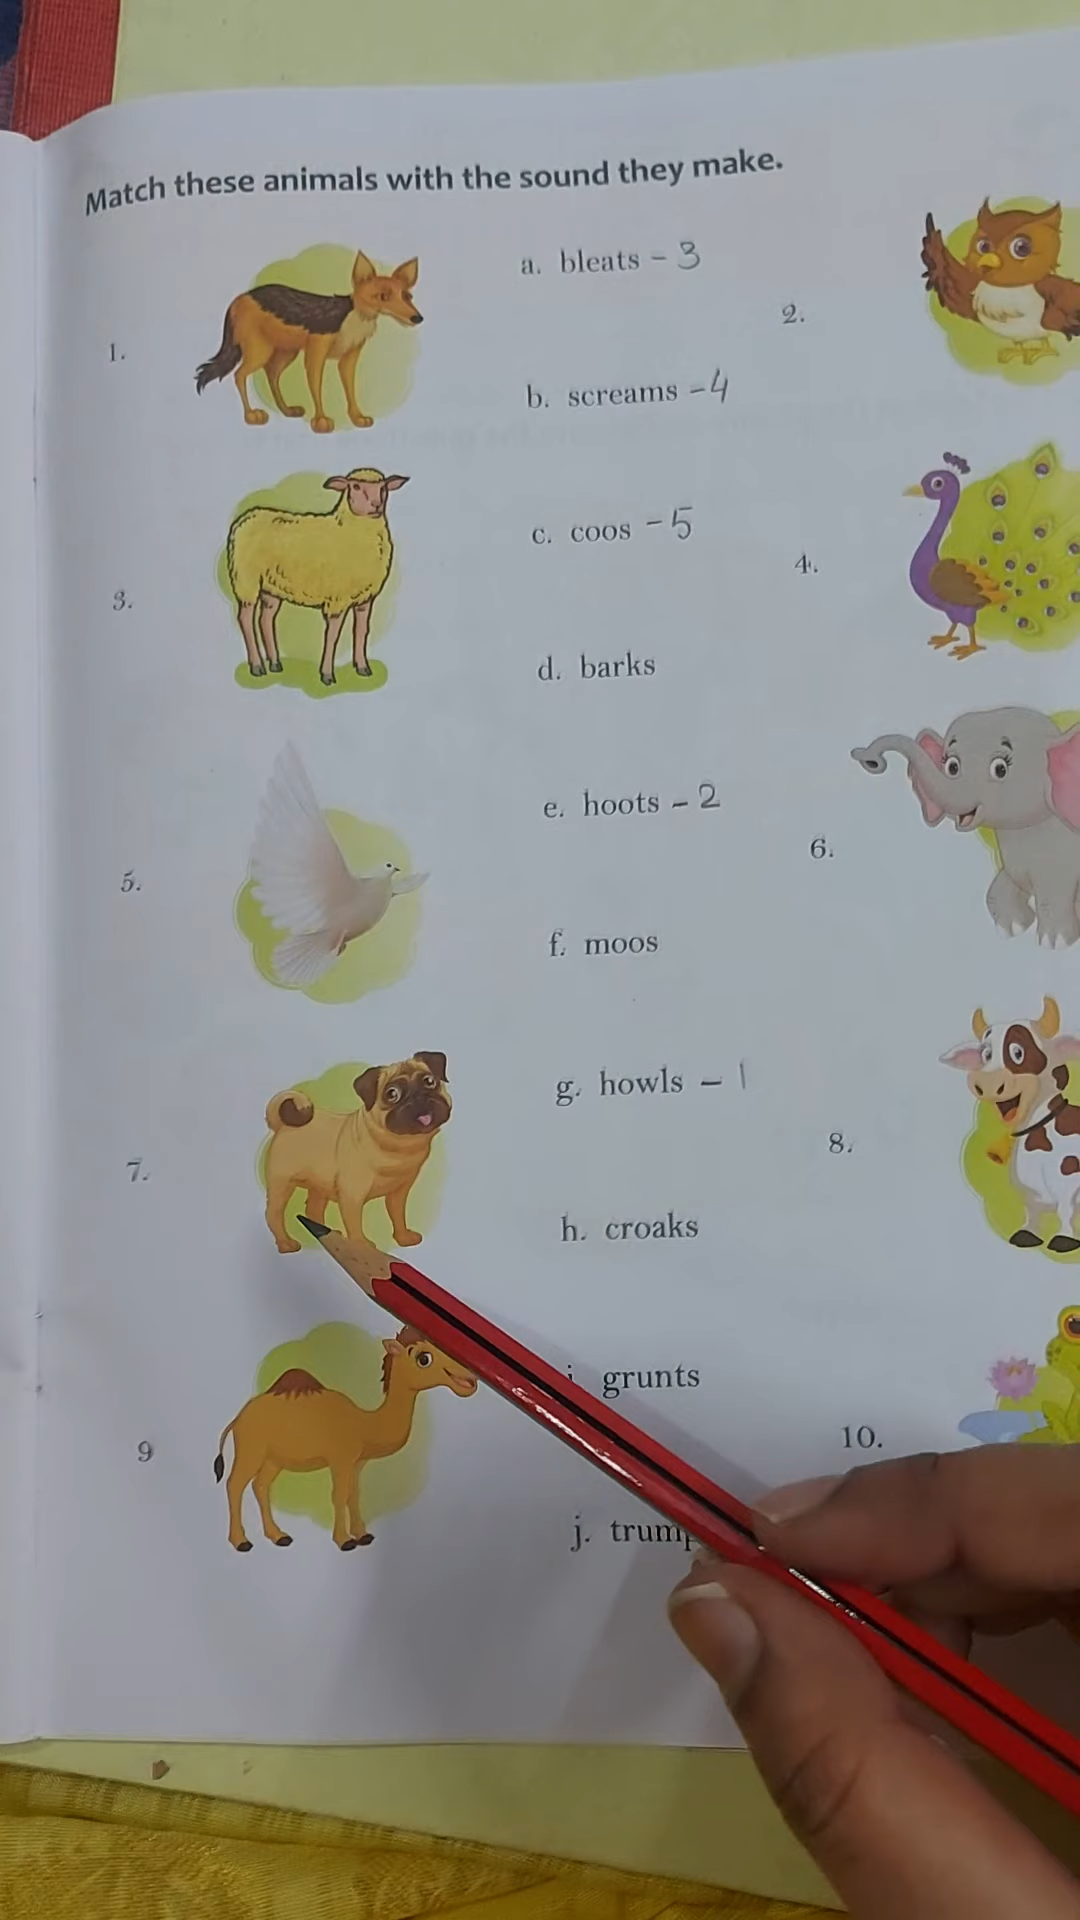 Match these animals with the sound they make.
1.
a. bleats - 3
2.
b. screams - 4
3.
c. coos - 5
4.
d. barks
5.
e. hoots - 2
6.
f. moos
7.
g. howls - 1
8.
h. croaks
9
grunts
10.
j.